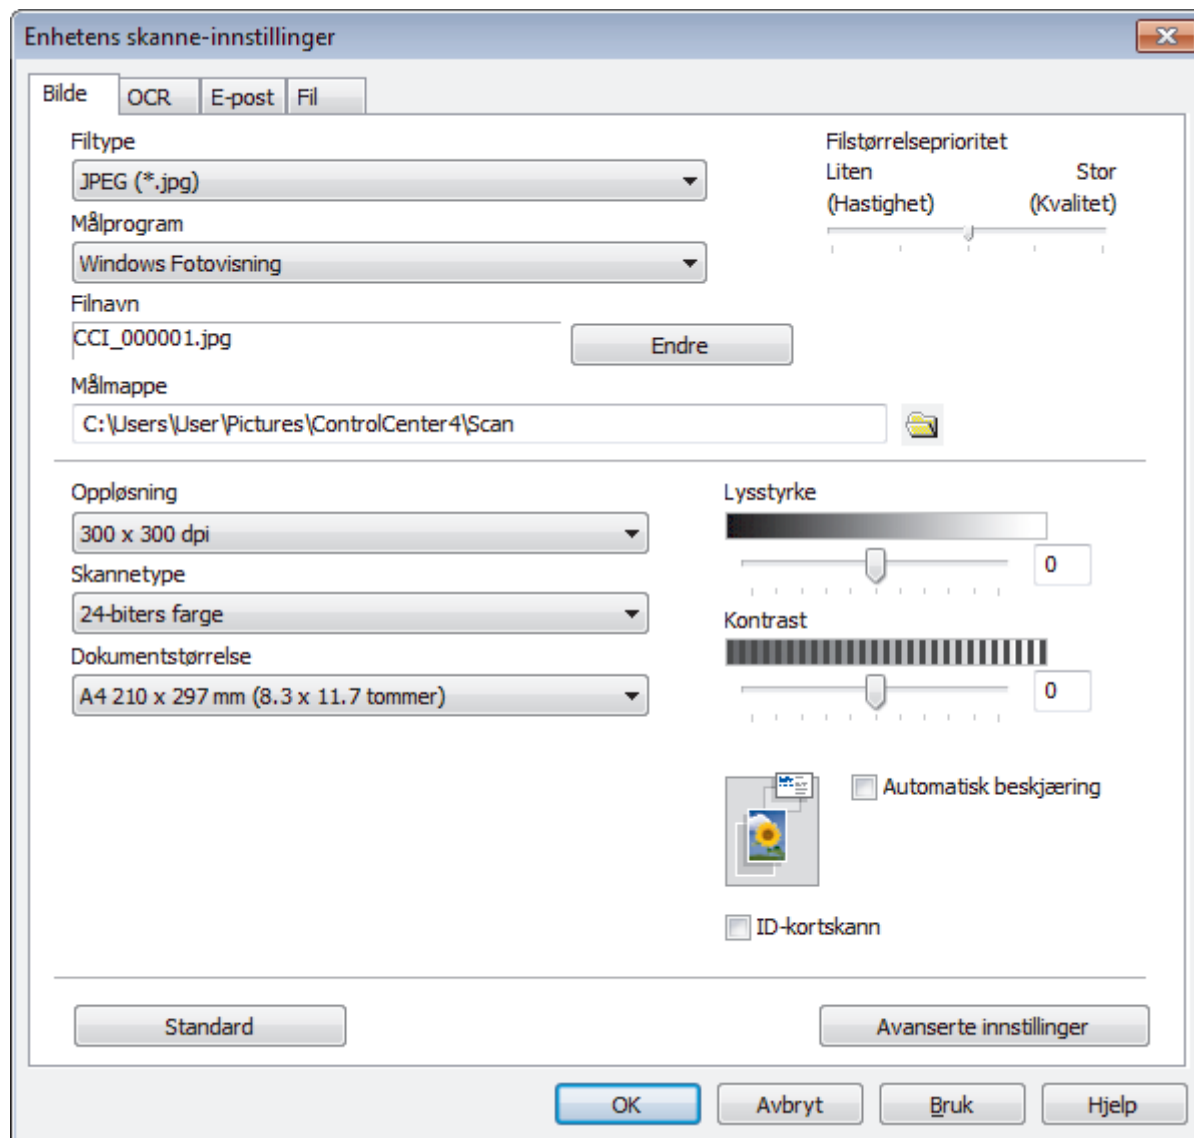 Enhetens skanne-innstillinger
Bilde OCR E-post Fil
Filtype
JPEG (*.jpg)
Målprogram
Windows Fotovisning
Filnavn
CCI_000001.jpg
Endre
Målmappe
C:\Users\User\Pictures\ControlCenter4\Scan
Filstørrelseprioritet
Liten Stor
(Hastighet) (Kvalitet)
Oppløsning
300 x 300 dpi
Skannetype
24-biters farge
Dokumentstørrelse
A4 210 x 297 mm (8.3 x 11.7 tommer)
Lysstyrke
0
Kontrast
0
Automatisk beskjæring
ID-kortskann
Standard Avanserte innstillinger
OK Avbryt Bruk Hjelp